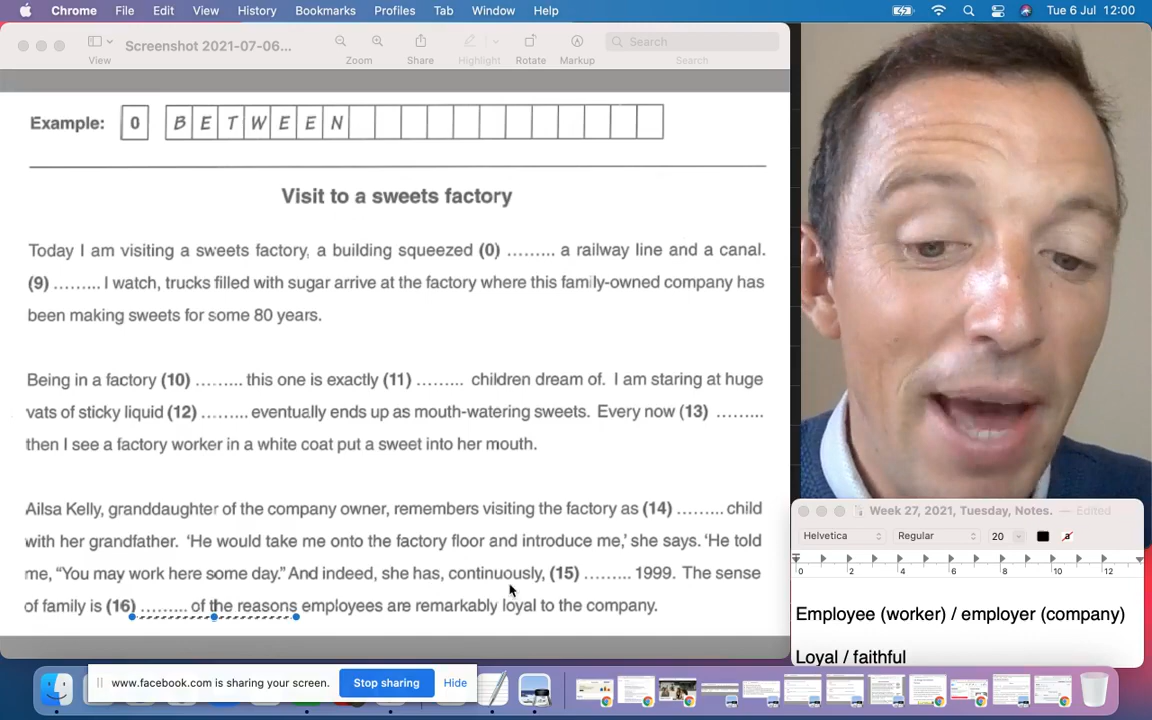 Chrome File Edit View History Bookmarks Profiles Tab Window Help Tue 6 Jul 12:00
Screenshot 2021-07-06...
Search
View Zoom Share Highlight Rotate Markup Search
Example: 0 BETWEEN
Visit to a sweets factory
Today I am visiting a sweets factory, a building squeezed (0) ......... a railway line and a canal.
(9) ......... I watch, trucks filled with sugar arrive at the factory where this family-owned company has
been making sweets for some 80 years.
Being in a factory (10) ......... this one is exactly (11) ......... children dream of. I am staring at huge
vats of sticky liquid (12) ......... eventually ends up as mouth-watering sweets. Every now (13) .........
then I see a factory worker in a white coat put a sweet into her mouth.
Ailsa Kelly, granddaughter of the company owner, remembers visiting the factory as (14) ......... child
with her grandfather. ‘He would take me onto the factory floor and introduce me,’ she says. ‘He told
me, “You may work here some day.” And indeed, she has, continuously, (15) ......... 1999. The sense
of family is (16) ......... of the reasons employees are remarkably loyal to the company.
Week 27, 2021, Tuesday, Notes. — Edited
Helvetica Regular 20 a
0 2 4 6 8 10 12
Employee (worker) / employer (company)
Loyal / faithful
www.facebook.com is sharing your screen. Stop sharing Hide